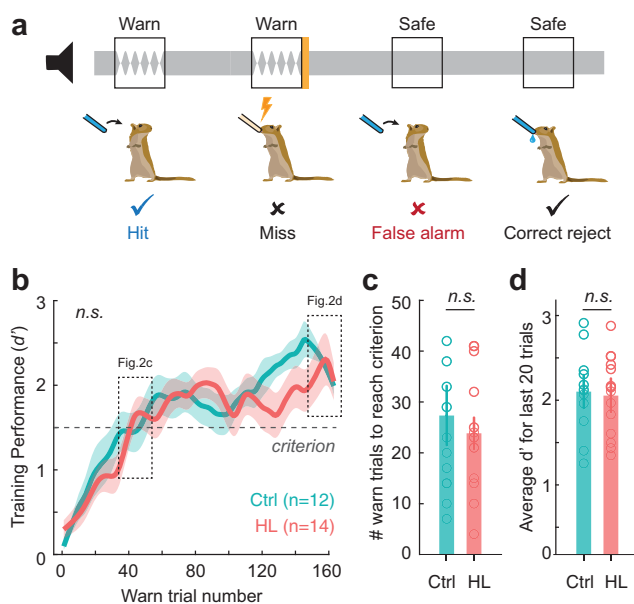 a
Warn Warn Safe Safe
Hit Miss False alarm Correct reject
b
n.s.
Fig.2d
Fig.2c
Training Performance (d')
3
2
1
0
criterion
Ctrl (n=12)
HL (n=14)
0 40 80 120 160
Warn trial number
c
n.s.
# warn trials to reach criterion
50
40
30
20
10
0
Ctrl HL
d
n.s.
Average d' for last 20 trials
3
2
1
0
Ctrl HL